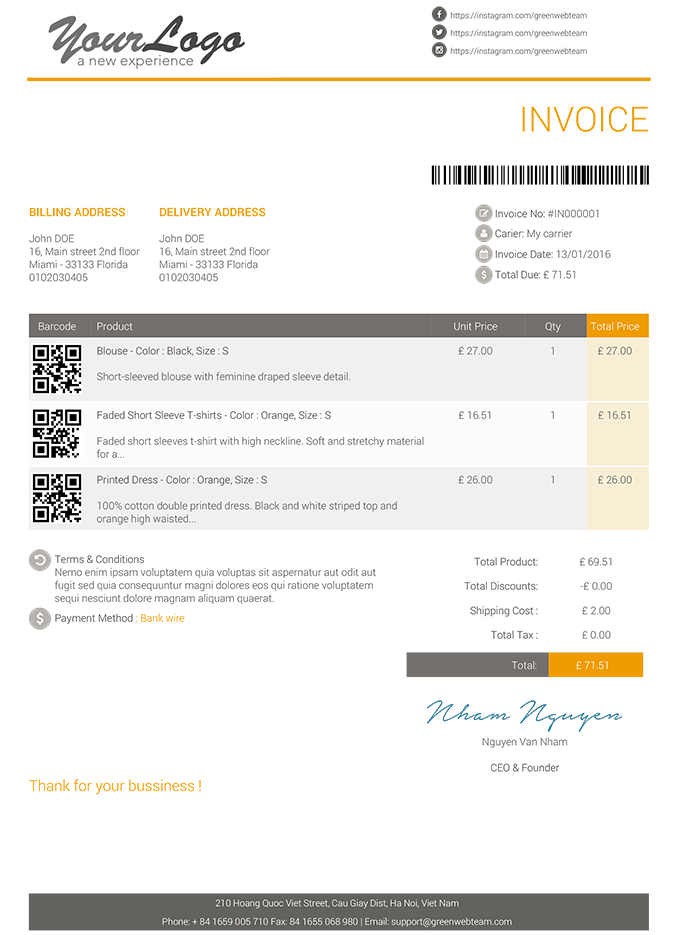 YourLogo
a new experience
https://instagram.com/greenwebteam
https://instagram.com/greenwebteam
https://instagram.com/greenwebteam
INVOICE
BILLING ADDRESS
John DOE
16, Main street 2nd floor
Miami - 33133 Florida
0102030405
DELIVERY ADDRESS
John DOE
16, Main street 2nd floor
Miami - 33133 Florida
0102030405
Invoice No: #IN000001
Carier: My carrier
Invoice Date: 13/01/2016
Total Due: £ 71.51
Barcode Product Unit Price Qty Total Price
Blouse - Color : Black, Size : S £ 27.00 1 £ 27.00
Short-sleeved blouse with feminine draped sleeve detail.
Faded Short Sleeve T-shirts - Color : Orange, Size : S £ 16.51 1 £ 16.51
Faded short sleeves t-shirt with high neckline. Soft and stretchy material
for a...
Printed Dress - Color : Orange, Size : S £ 26.00 1 £ 26.00
100% cotton double printed dress. Black and white striped top and
orange high waisted...
Terms & Conditions
Nemo enim ipsam voluptatem quia voluptas sit aspernatur aut odit aut
fugit sed quia consequuntur magni dolores eos qui ratione voluptatem
sequi nesciunt dolore magnam aliquam quaerat.
Payment Method : Bank wire
Total Product: £ 69.51
Total Discounts: -£ 0.00
Shipping Cost : £ 2.00
Total Tax : £ 0.00
Total: £ 71.51
Nham Nguyen
Nguyen Van Nham
CEO & Founder
Thank for your bussiness !
210 Hoang Quoc Viet Street, Cau Giay Dist, Ha Noi, Viet Nam
Phone: + 84 1659 005 710 Fax: 84 1655 068 980 | Email: support@greenwebteam.com